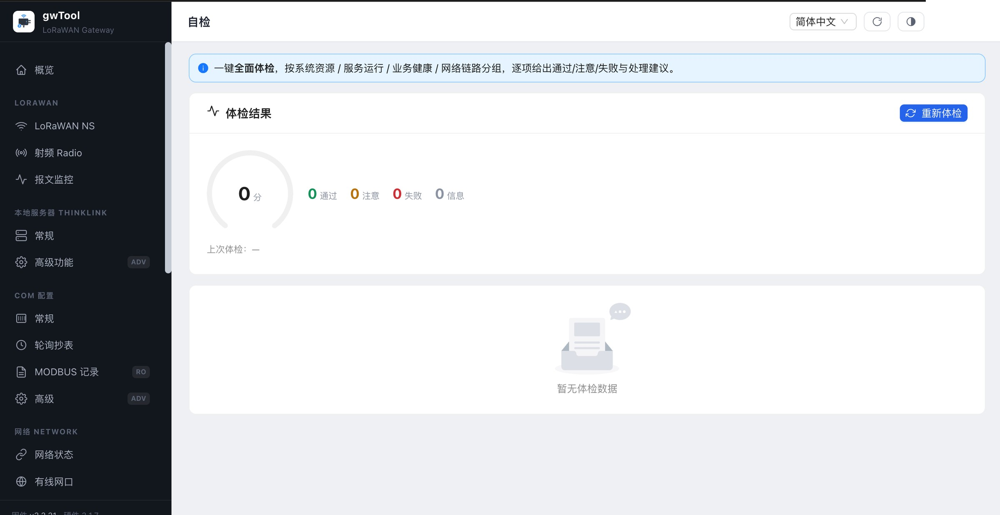 gwTool
LoRaWAN Gateway
概览
LORAWAN
LoRaWAN NS
射频 Radio
报文监控
本地服务器 THINKLINK
常规
高级功能 ADV
COM 配置
常规
轮询抄表
MODBUS 记录 RO
高级 ADV
网络 NETWORK
网络状态
有线网口
自检
简体中文
一键全面体检，按系统资源 / 服务运行 / 业务健康 / 网络链路分组，逐项给出通过/注意/失败与处理建议。
体检结果
重新体检
0 分
0 通过 0 注意 0 失败 0 信息
上次体检：—
暂无体检数据